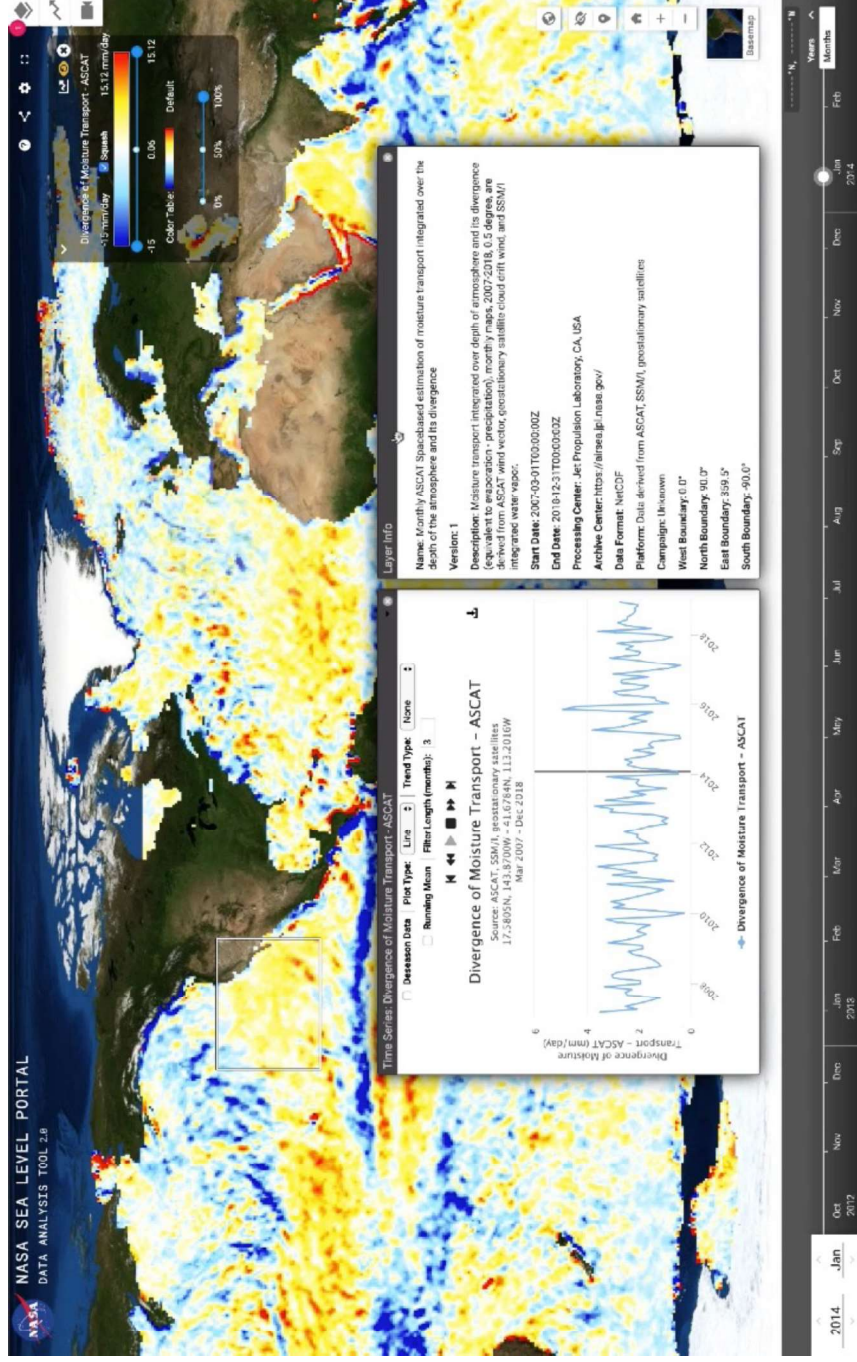 NASA
NASA SEA LEVEL PORTAL
DATA ANALYSIS TOOL 2.0
1
Divergence of Moisture Transport - ASCAT
-15 mm/day
Squash
15.12 mm/day
-15
0.06
15.12
Color Table:
Default
0%
50%
100%
Time Series: Divergence of Moisture Transport - ASCAT
Deseason Data
Plot Type:
Line
Trend Type:
None
Running Mean
Filter Length (months):
3
Divergence of Moisture Transport – ASCAT
Source: ASCAT, SSM/I, geostationary satellites
17.5805N, 143.8700W - 41.6784N, 113.2016W
Mar 2007 – Dec 2018
Divergence of Moisture
Transport – ASCAT (mm/day)
6
4
2
0
2008
2010
2012
2014
2016
2018
Divergence of Moisture Transport – ASCAT
Layer Info
Name: Monthly ASCAT Spacebased estimation of moisture transport integrated over the
depth of the atmosphere and its divergence
Version: 1
Description: Moisture transport integrated over depth of atmosphere and its divergence
(equivalent to evaporation - precipitation), monthly maps, 2007-2018, 0.5 degree, are
derived from ASCAT wind vector, geostationary satellite cloud drift wind, and SSM/I
integrated water vapor.
Start Date: 2007-03-01T00:00:00Z
End Date: 2018-12-31T00:00:00Z
Processing Center: Jet Propulsion Laboratory, CA, USA
Archive Center: https://airsea.jpl.nasa.gov/
Data Format: NetCDF
Platform: Data derived from ASCAT, SSM/I, geostationary satellites
Campaign: Unknown
West Boundary: 0.0°
North Boundary: 90.0°
East Boundary: 359.5°
South Boundary: -90.0°
Basemap
------°N, ------°E
2014
Jan
Oct
2012
Nov
Dec
Jan
2013
Feb
Mar
Apr
May
Jun
Jul
Aug
Sep
Oct
Nov
Dec
Jan
2014
Feb
Years
Months